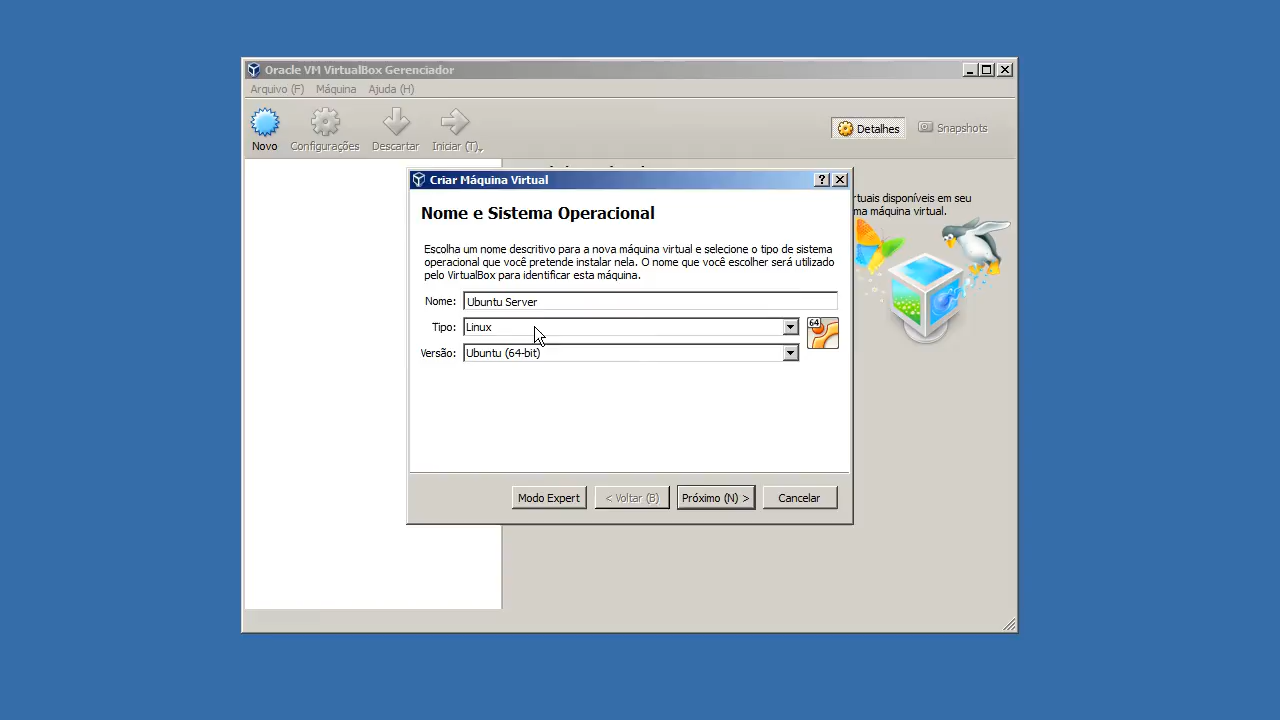 Oracle VM VirtualBox Gerenciador
Arquivo (F) Máquina Ajuda (H)
Novo Configurações Descartar Iniciar (T) Detalhes Snapshots
Criar Máquina Virtual
rtuais disponíveis em seu
ma máquina virtual.
Nome e Sistema Operacional
Escolha um nome descritivo para a nova máquina virtual e selecione o tipo de sistema
operacional que você pretende instalar nela. O nome que você escolher será utilizado
pelo VirtualBox para identificar esta máquina.
Nome: Ubuntu Server
Tipo: Linux
64
Versão: Ubuntu (64-bit)
Modo Expert < Voltar (B) Próximo (N) > Cancelar